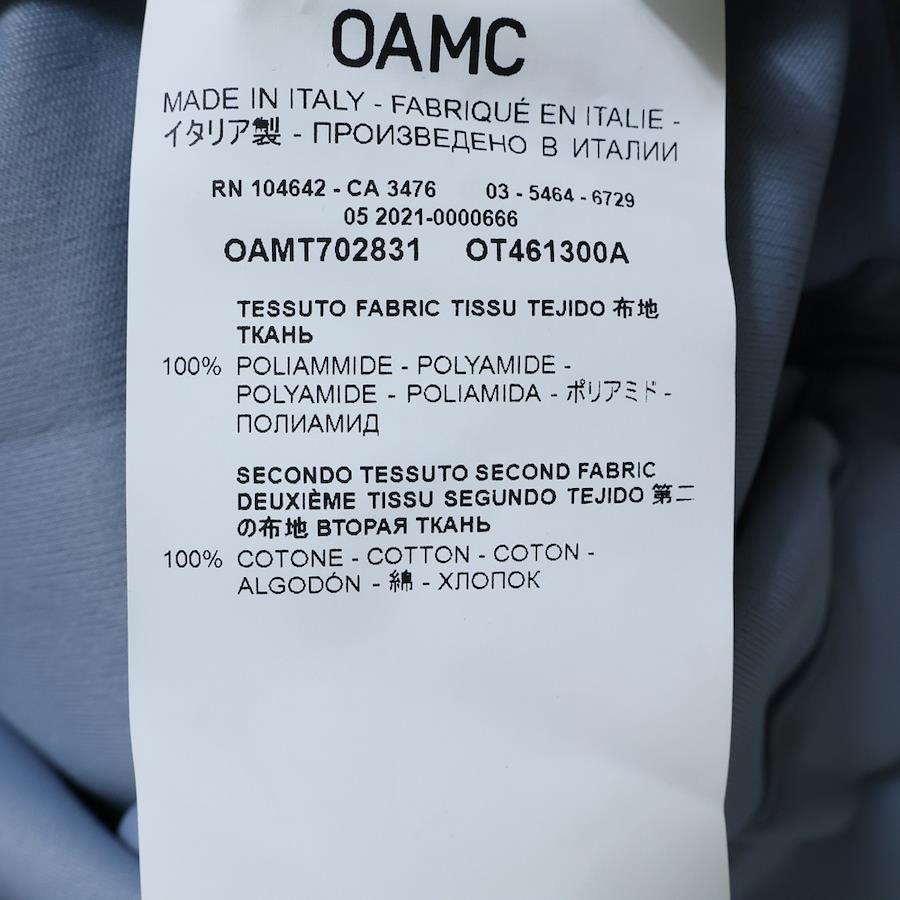 OAMC
MADE IN ITALY - FABRIQUÉ EN ITALIE -
イタリア製 - ПРОИЗВЕДЕНО В ИТАЛИИ
RN 104642 - CA 3476 03 - 5464 - 6729
05 2021-0000666
OAMT702831 OT461300A
TESSUTO FABRIC TISSU TEJIDO 布地
ТКАНЬ
100% POLIAMMIDE - POLYAMIDE -
POLYAMIDE - POLIAMIDA - ポリアミド -
ПОЛИАМИД
SECONDO TESSUTO SECOND FABRIC
DEUXIÈME TISSU SEGUNDO TEJIDO 第二
の布地 ВТОРАЯ ТКАНЬ
100% COTONE - COTTON - COTON -
ALGODÓN - 綿 - ХЛОПОК